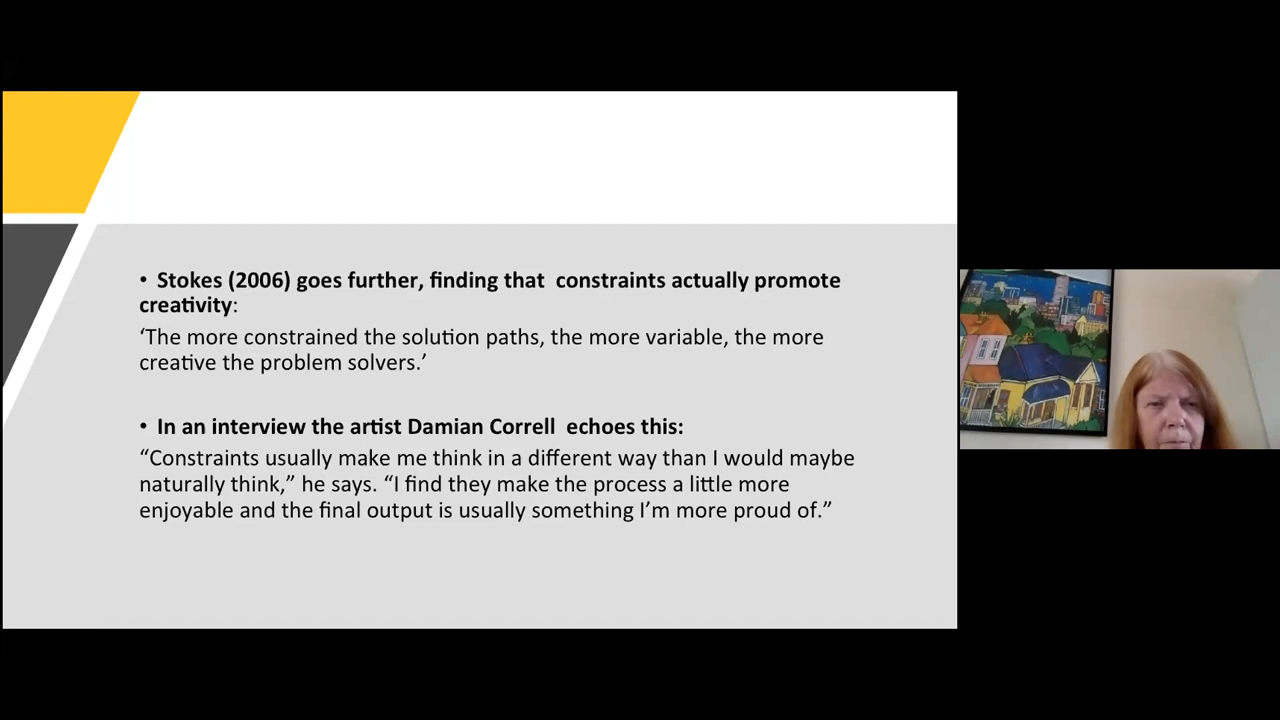 • Stokes (2006) goes further, finding that  constraints actually promote
creativity:
‘The more constrained the solution paths, the more variable, the more
creative the problem solvers.’
• In an interview the artist Damian Correll  echoes this:
“Constraints usually make me think in a different way than I would maybe
naturally think,” he says. “I find they make the process a little more
enjoyable and the final output is usually something I’m more proud of.”